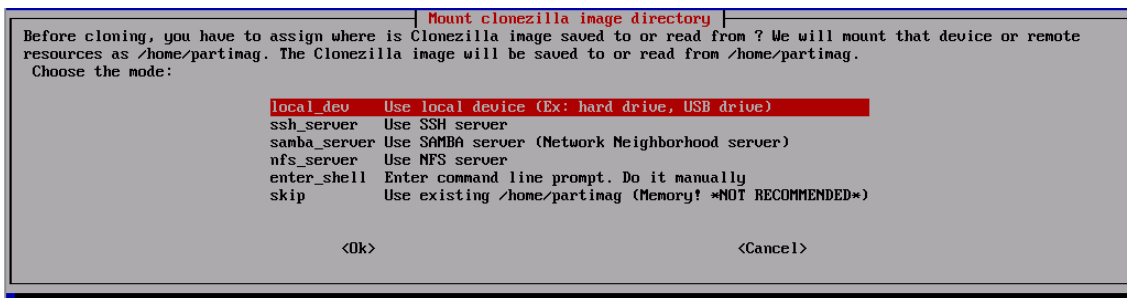 Mount clonezilla image directory
Before cloning, you have to assign where is Clonezilla image saved to or read from ? We will mount that device or remote
resources as /home/partimag. The Clonezilla image will be saved to or read from /home/partimag.
Choose the mode:
local_dev Use local device (Ex: hard drive, USB drive)
ssh_server Use SSH server
samba_server Use SAMBA server (Network Neighborhood server)
nfs_server Use NFS server
enter_shell Enter command line prompt. Do it manually
skip Use existing /home/partimag (Memory! *NOT RECOMMENDED*)
<Ok> <Cancel>